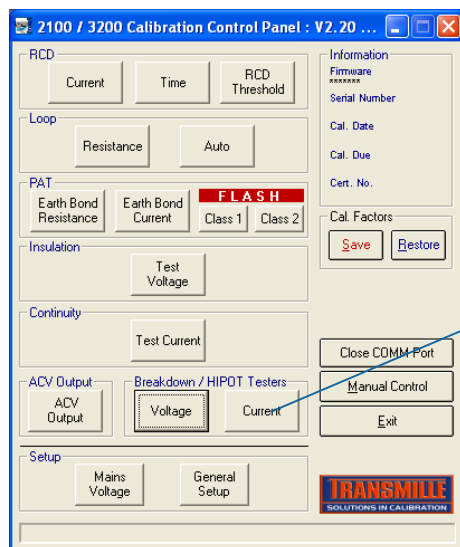 2100 / 3200 Calibration Control Panel : V2.20 ...
RCD
Current
Time
RCD
Threshold
Loop
Resistance
Auto
PAT
Earth Bond
Resistance
Earth Bond
Current
FLASH
Class 1
Class 2
Insulation
Test
Voltage
Continuity
Test Current
ACV Output
ACV
Output
Breakdown / HIPOT Testers
Voltage
Current
Setup
Mains
Voltage
General
Setup
Information
Firmware
*******
Serial Number
Cal. Date
Cal. Due
Cert. No.
Cal. Factors
Save
Restore
Close COMM Port
Manual Control
Exit
TRANSMILLE
SOLUTIONS IN CALIBRATION